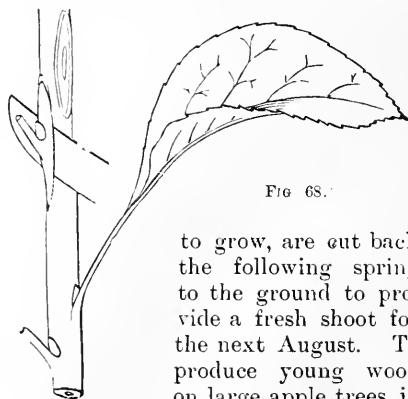 FIG 68.
to grow, are cut back
the following spring
to the ground to pro-
vide a fresh shoot for
the next August. T
produce young woo
on large apple trees i